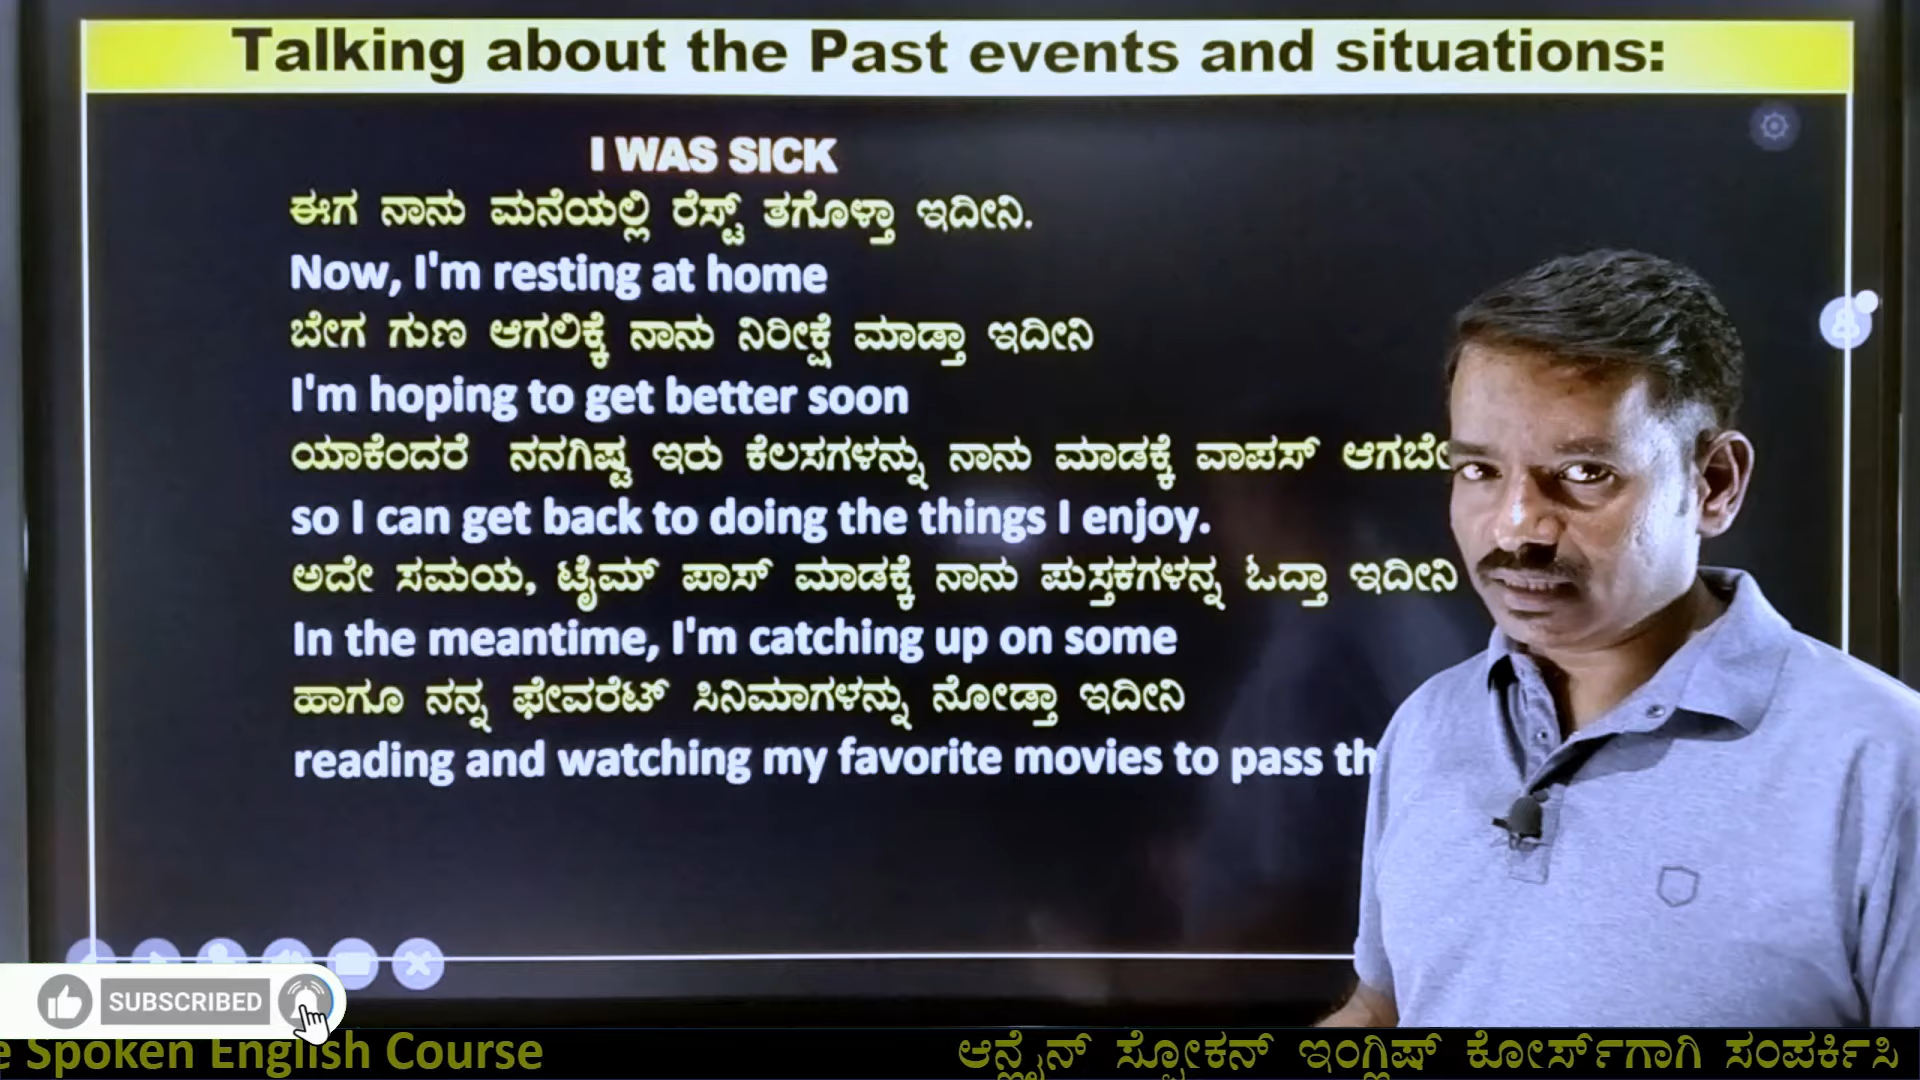 Talking about the Past events and situations:
I WAS SICK
ಈಗ ನಾನು ಮನೆಯಲ್ಲಿ ರೆಸ್ಟ್ ತಗೊಳ್ತಾ ಇದೀನಿ.
Now, I'm resting at home
ಬೇಗ ಗುಣ ಆಗಲಿಕ್ಕೆ ನಾನು ನಿರೀಕ್ಷೆ ಮಾಡ್ತಾ ಇದೀನಿ
I'm hoping to get better soon
ಯಾಕೆಂದರೆ ನನಗಿಷ್ಟ ಇರು ಕೆಲಸಗಳನ್ನು ನಾನು ಮಾಡಕ್ಕೆ ವಾಪಸ್
so I can get back to doing the things I enjoy.
ಅದೇ ಸಮಯ, ಟೈಮ್ ಪಾಸ್ ಮಾಡಕ್ಕೆ ನಾನು ಪುಸ್ತಕಗಳನ್ನ ಓದ್ತಾ ಇದೀನಿ
In the meantime, I'm catching up on some
ಹಾಗೂ ನನ್ನ ಫೇವರೆಟ್ ಸಿನಿಮಾಗಳನ್ನು ನೋಡ್ತಾ ಇದೀನಿ
reading and watching my favorite movies to pass
SUBSCRIBED
e Spoken English Course
ಆನ್ಲೈನ್ ಸ್ಪೋಕನ್ ಇಂಗ್ಲಿಷ್ ಕೋರ್ಸ್‌ಗಾಗಿ ಸಂಪರ್ಕಿಸಿ